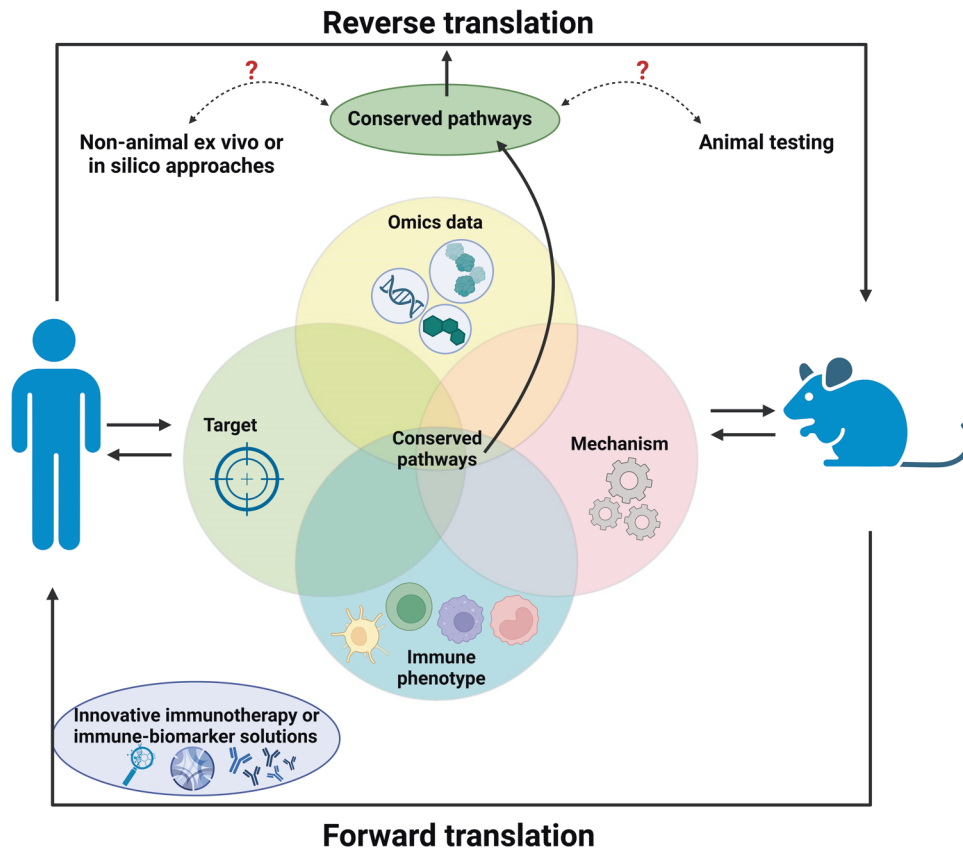 Reverse translation
?
?
Conserved pathways
Non-animal ex vivo or
in silico approaches
Animal testing
Omics data
Target
Conserved
pathways
Mechanism
Immune
phenotype
Innovative immunotherapy or
immune-biomarker solutions
Forward translation